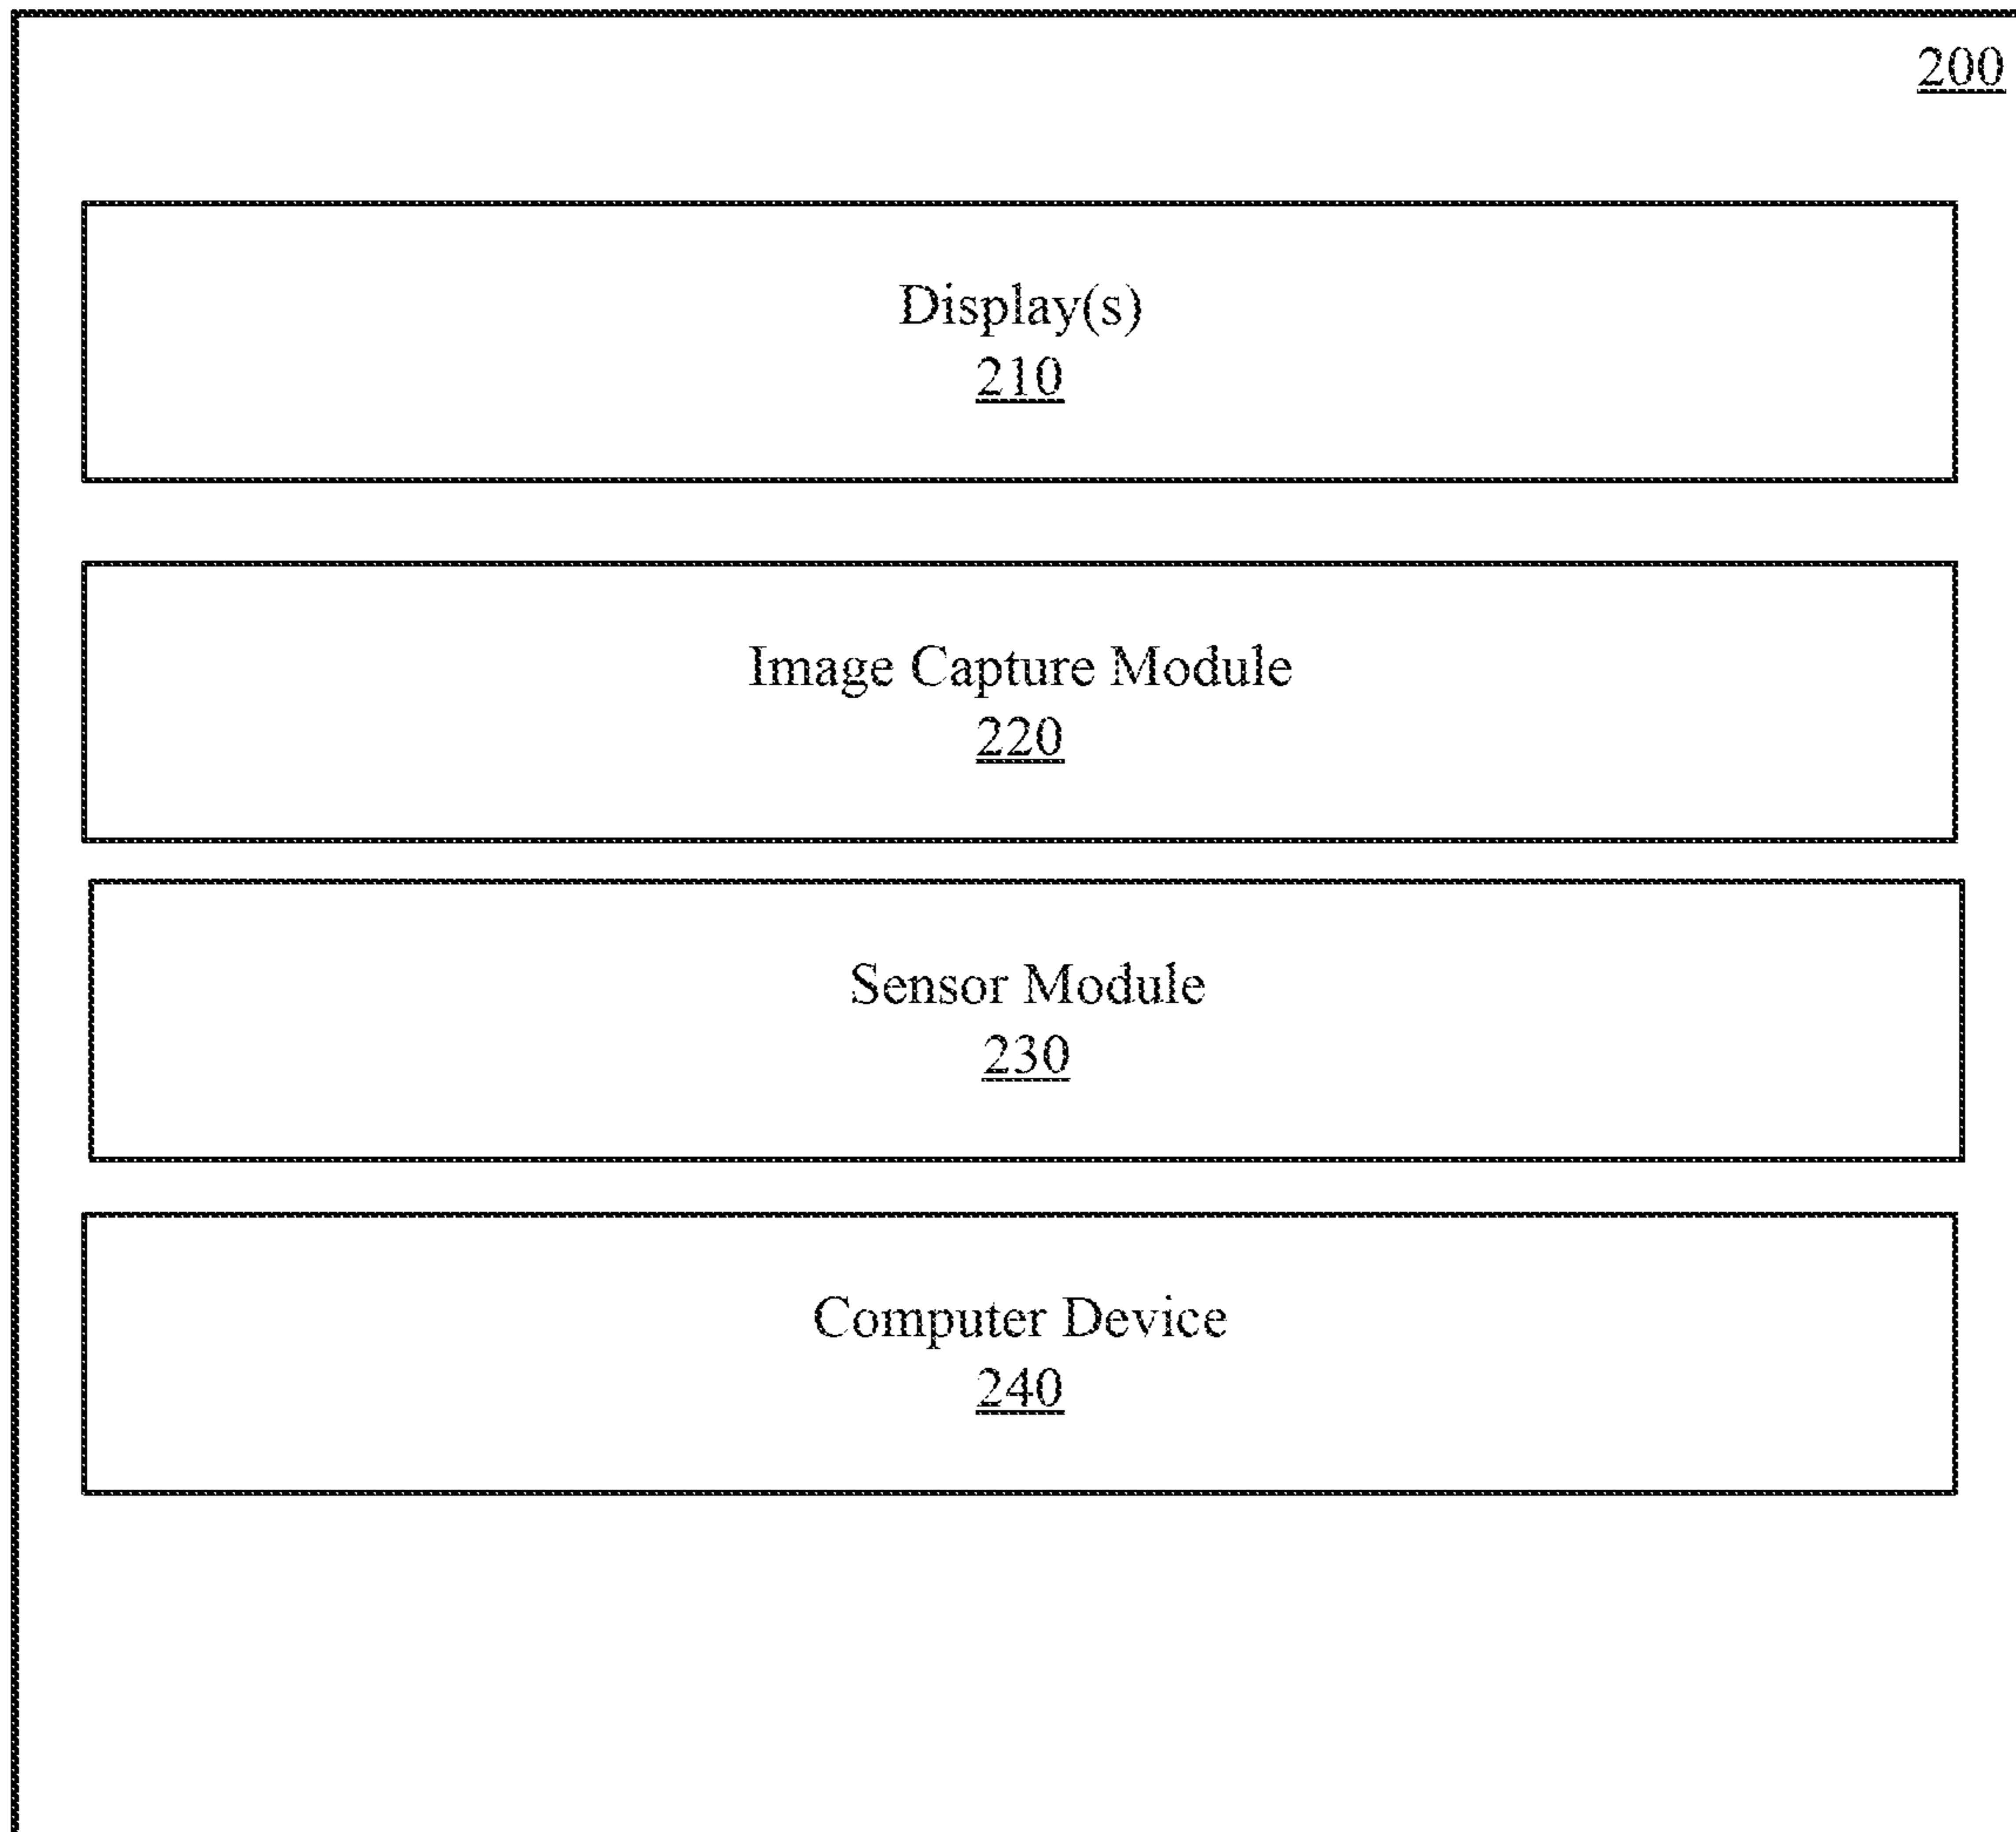 200
Display(s)
210
Image Capture Module
220
Sensor Module
230
Computer Device
240